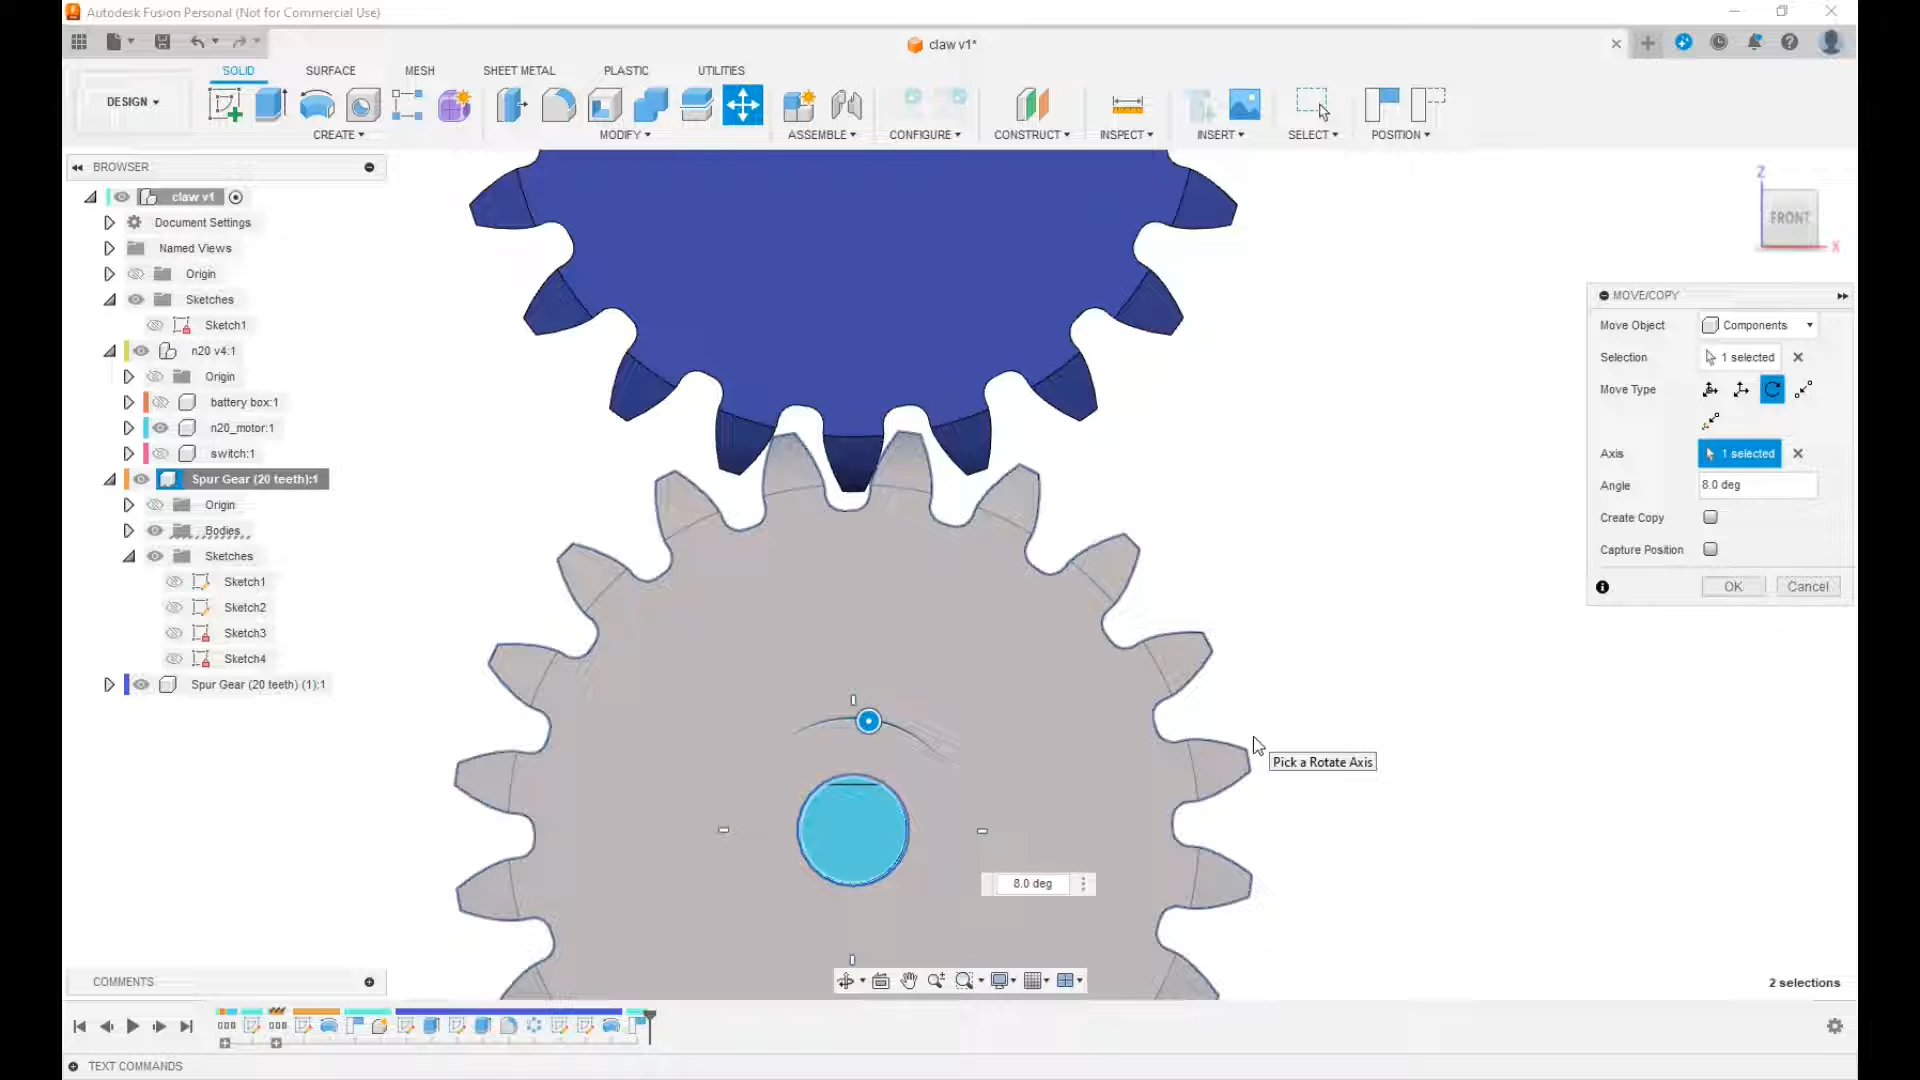 Autodesk Fusion Personal (Not for Commercial Use)
claw v1*
SOLID
SURFACE
MESH
SHEET METAL
PLASTIC
UTILITIES
DESIGN
CREATE
MODIFY
ASSEMBLE
CONFIGURE
CONSTRUCT
INSPECT
INSERT
SELECT
POSITION
BROWSER
claw v1
Document Settings
Named Views
Origin
Sketches
Sketch1
n20 v4:1
Origin
battery box:1
n20_motor:1
switch:1
Spur Gear (20 teeth):1
Origin
Bodies
Sketches
Sketch1
Sketch2
Sketch3
Sketch4
Spur Gear (20 teeth) (1):1
Z
FRONT
X
MOVE/COPY
Move Object
Components
Selection
1 selected
Move Type
Axis
1 selected
Angle
8.0 deg
Create Copy
Capture Position
OK
Cancel
Pick a Rotate Axis
8.0 deg
COMMENTS
2 selections
TEXT COMMANDS